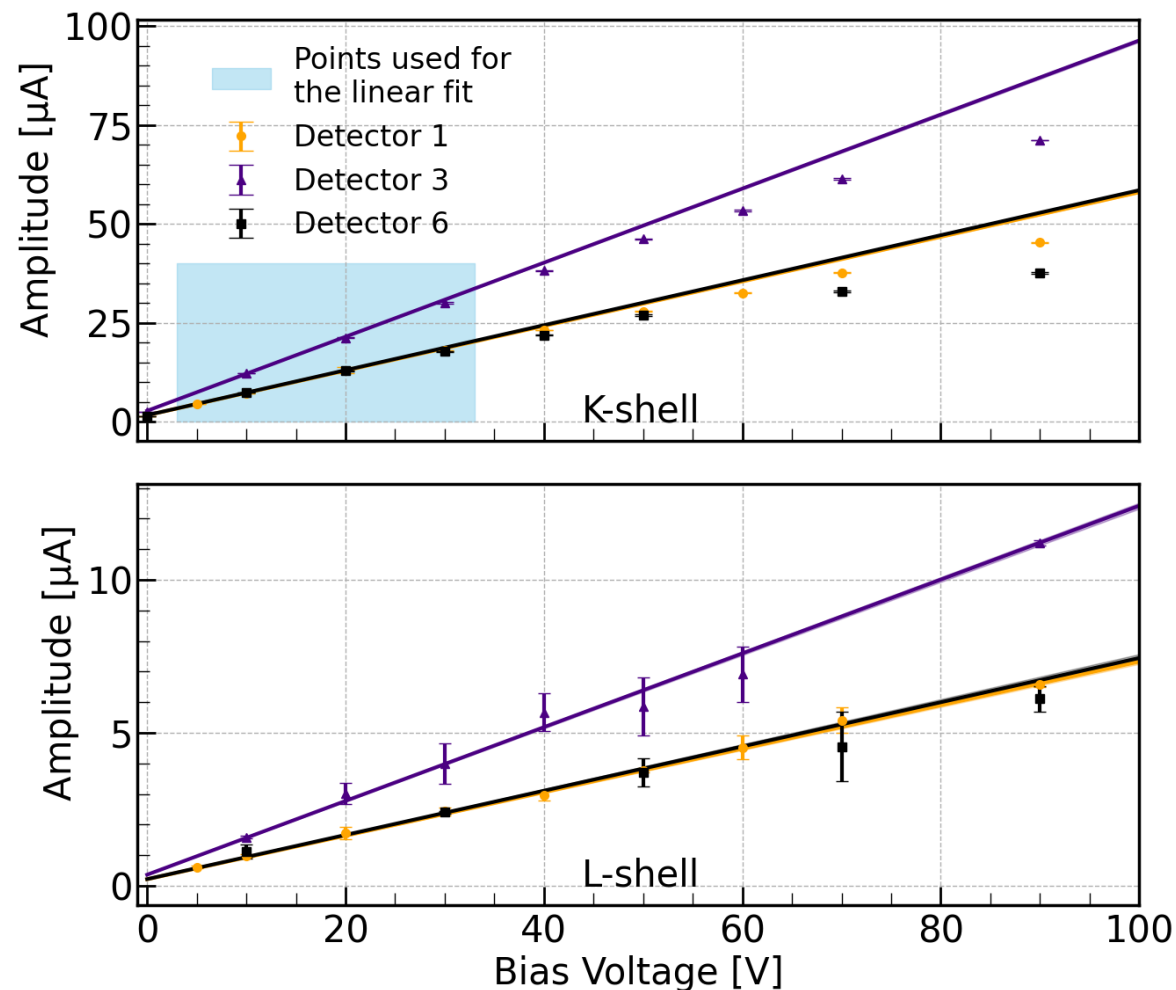 100
75
50
25
0
Amplitude [µA]
Points used for
the linear fit
Detector 1
Detector 3
Detector 6
K-shell
10
5
0
Amplitude [µA]
L-shell
0 20 40 60 80 100
Bias Voltage [V]